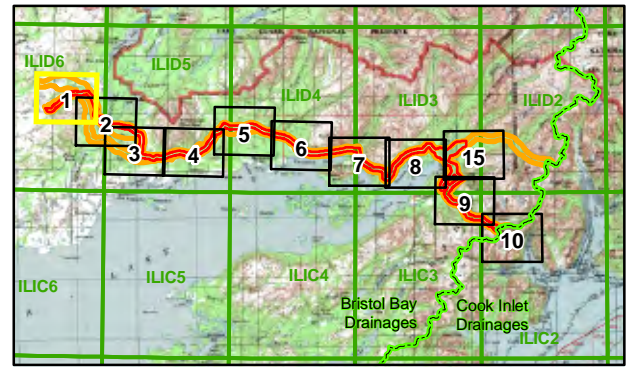 ILID6
ILID5
ILID4
ILID3
ILID2
1
2
3
4
5
6
7
8
15
9
10
ILIC6
ILIC5
ILIC4
ILIC3
ILIC2
L A K E
Bristol Bay
Drainages
Cook Inlet
Drainages